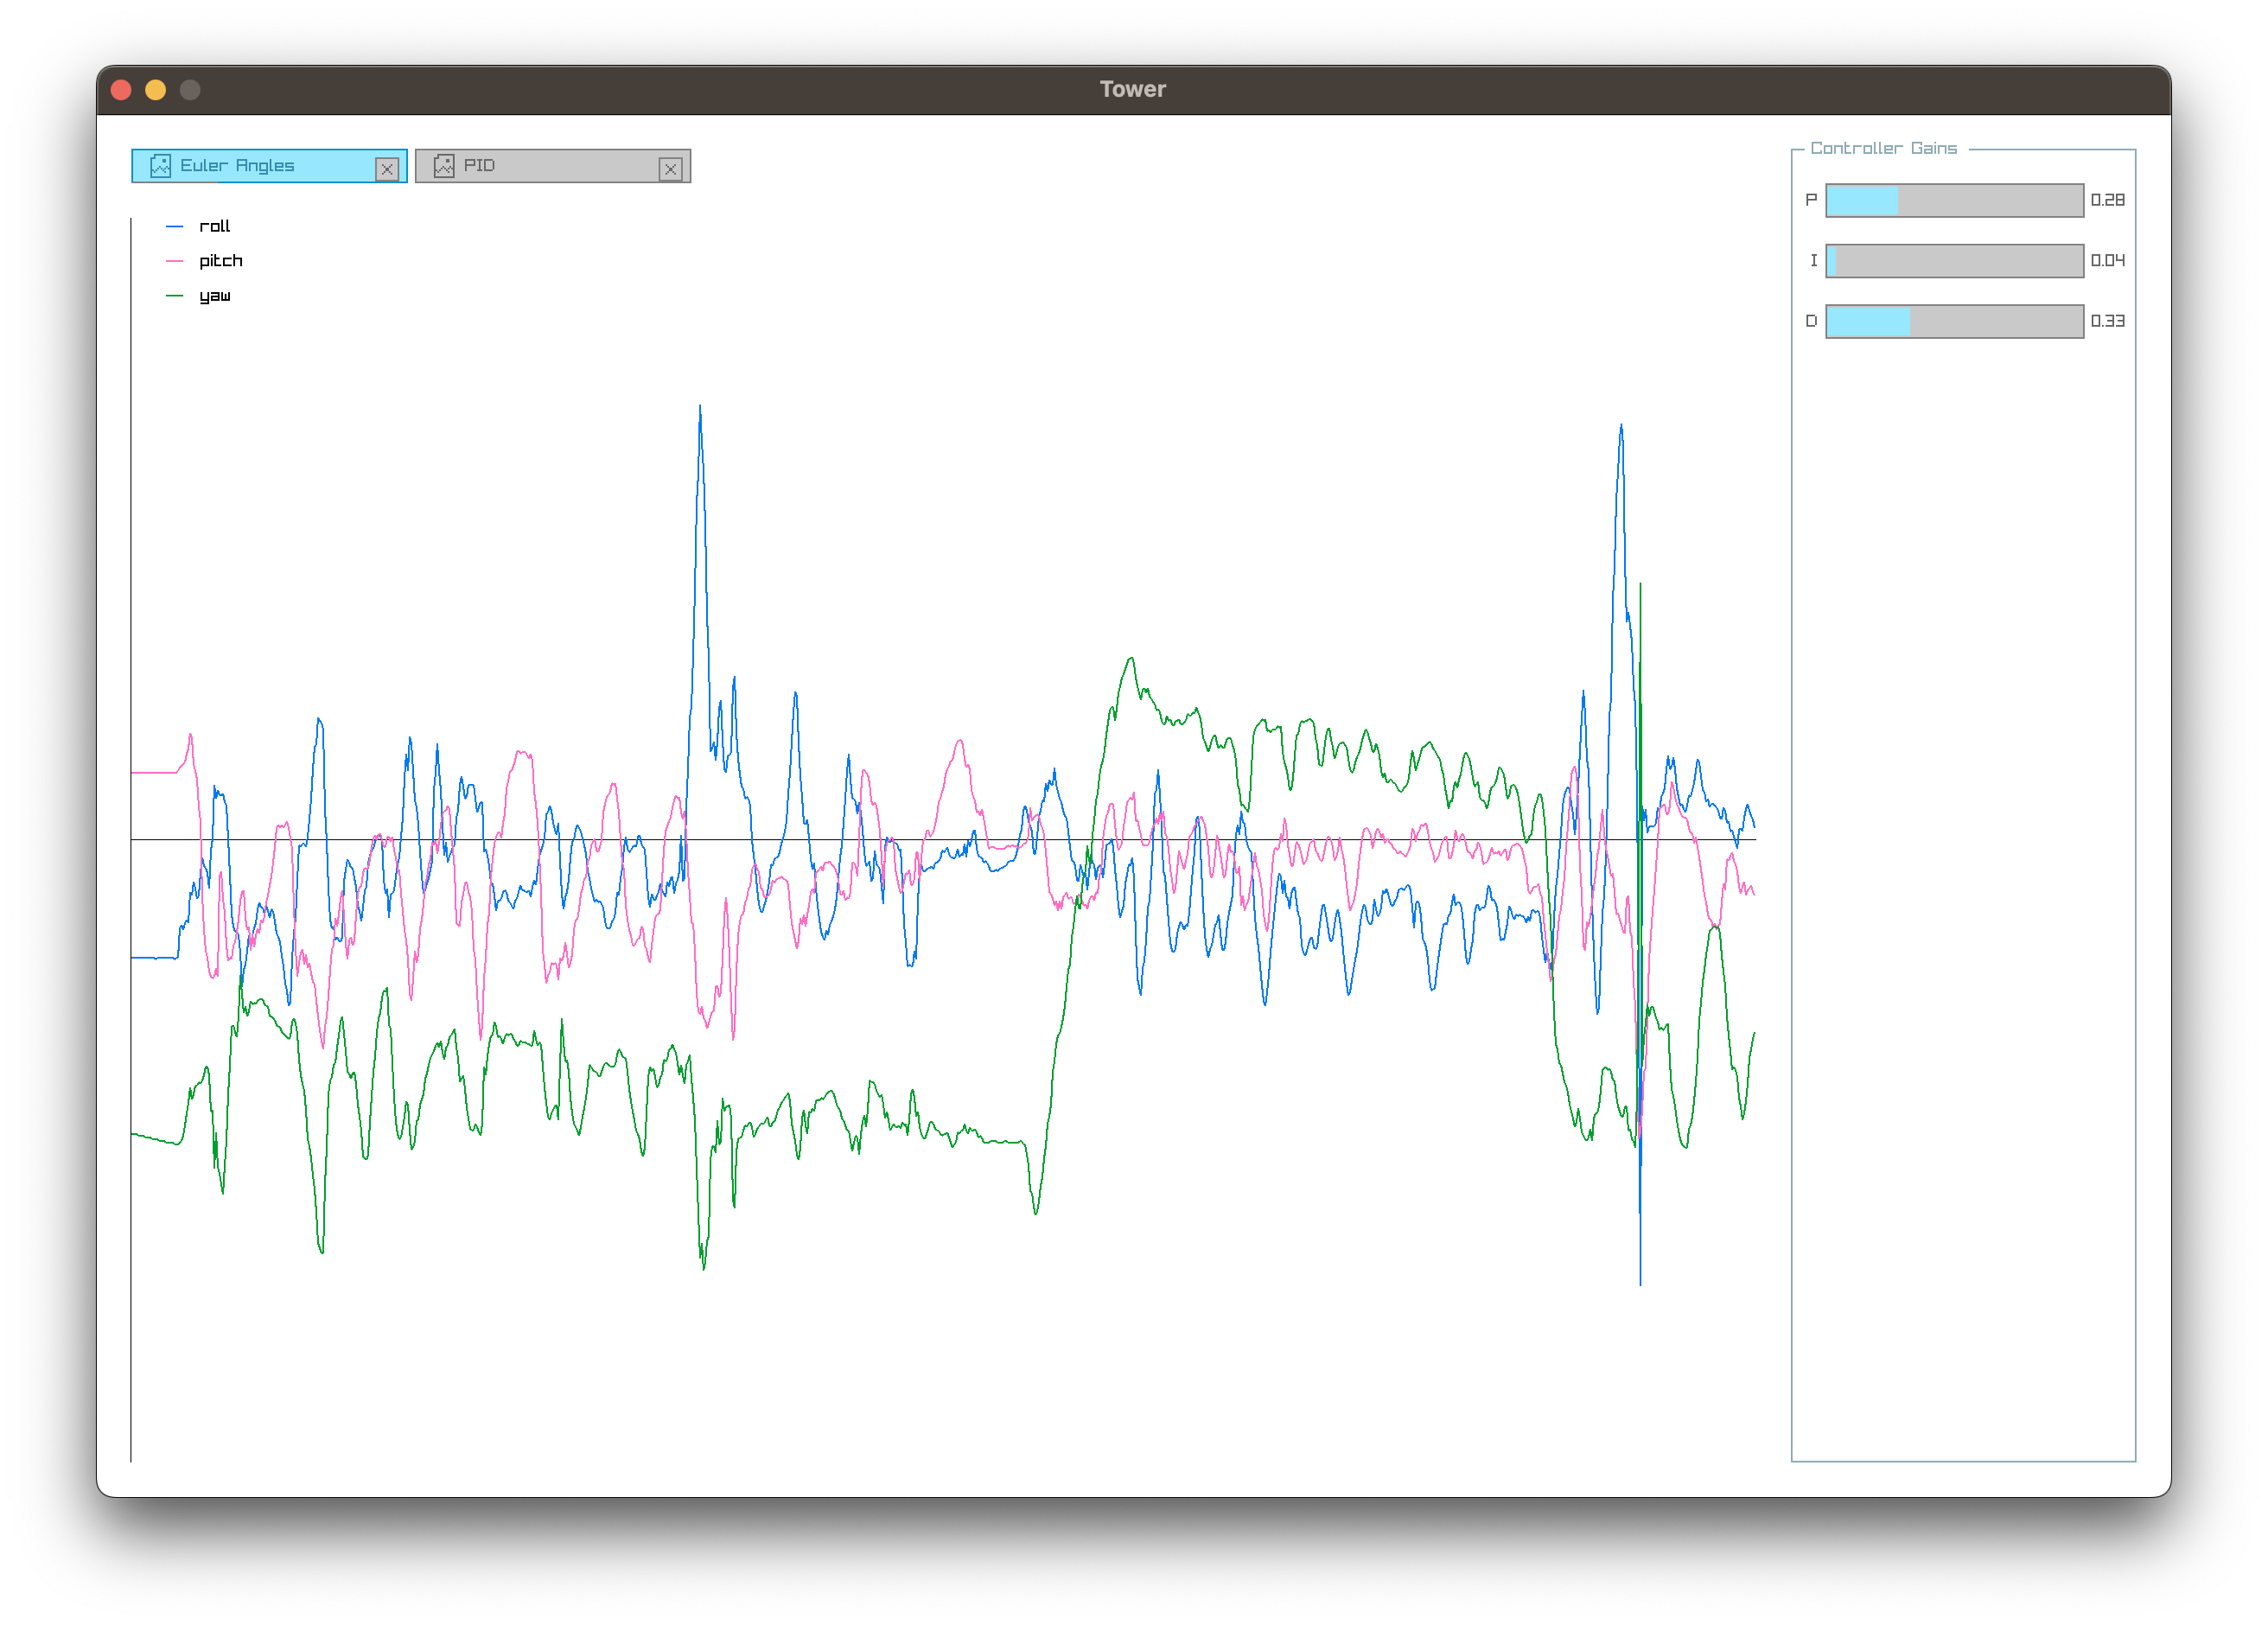 Tower
Euler Angles
PID
roll
pitch
yaw
Controller Gains
P 0.28
I 0.04
D 0.33